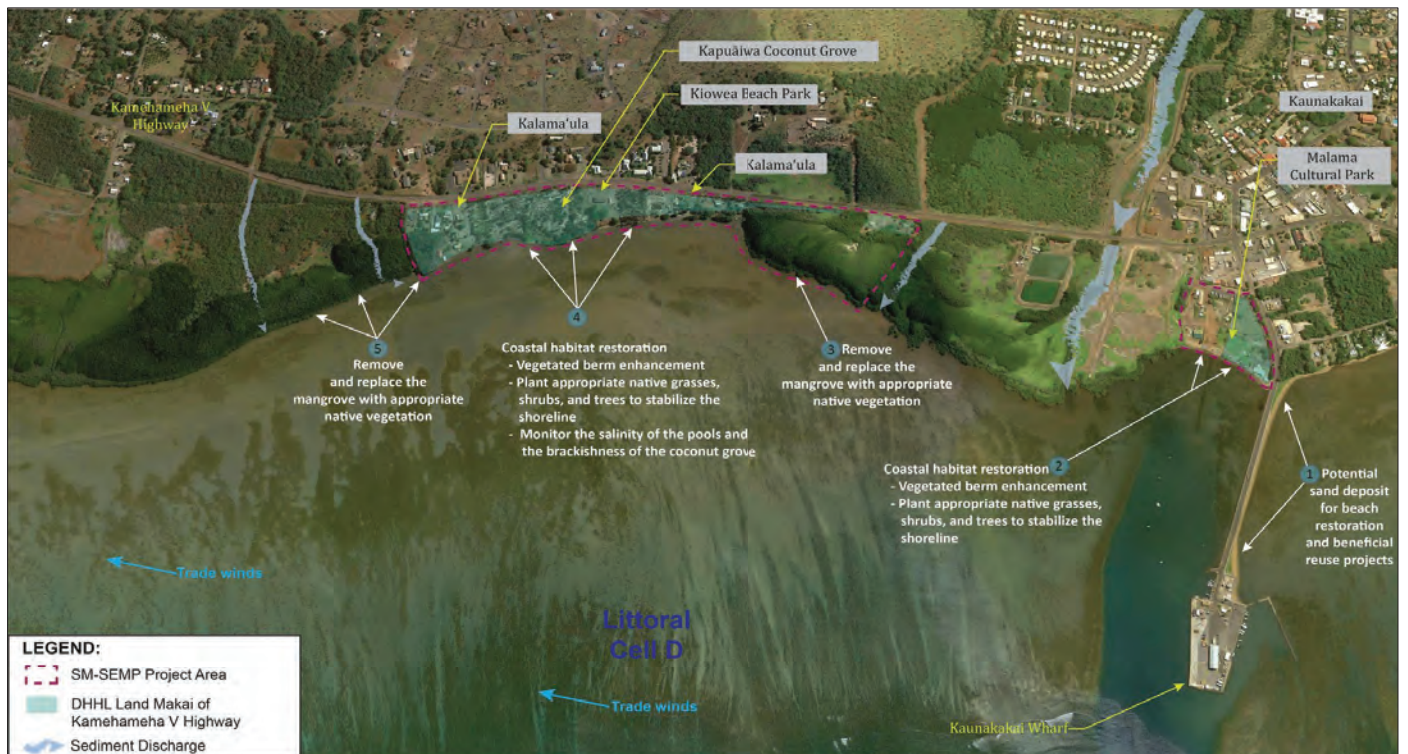 Kapuāiwa Coconut Grove
Kiowea Beach Park
Kamehameha V
Highway
Kalamaʻula
Kalamaʻula
Kaunakakai
Malama
Cultural Park
5
Remove
and replace the
mangrove with appropriate
native vegetation
4
Coastal habitat restoration
- Vegetated berm enhancement
- Plant appropriate native grasses,
shrubs, and trees to stabilize the
shoreline
- Monitor the salinity of the pools and
the brackishness of the coconut grove
3 Remove
and replace the
mangrove with appropriate
native vegetation
Coastal habitat restoration 2
- Vegetated berm enhancement
- Plant appropriate native grasses,
shrubs, and trees to stabilize the
shoreline
1 Potential
sand deposit
for beach
restoration
and beneficial
reuse projects
Trade winds
Littoral
Cell D
Trade winds
Kaunakakai Wharf
LEGEND:
SM-SEMP Project Area
DHHL Land Makai of
Kamehameha V Highway
Sediment Discharge